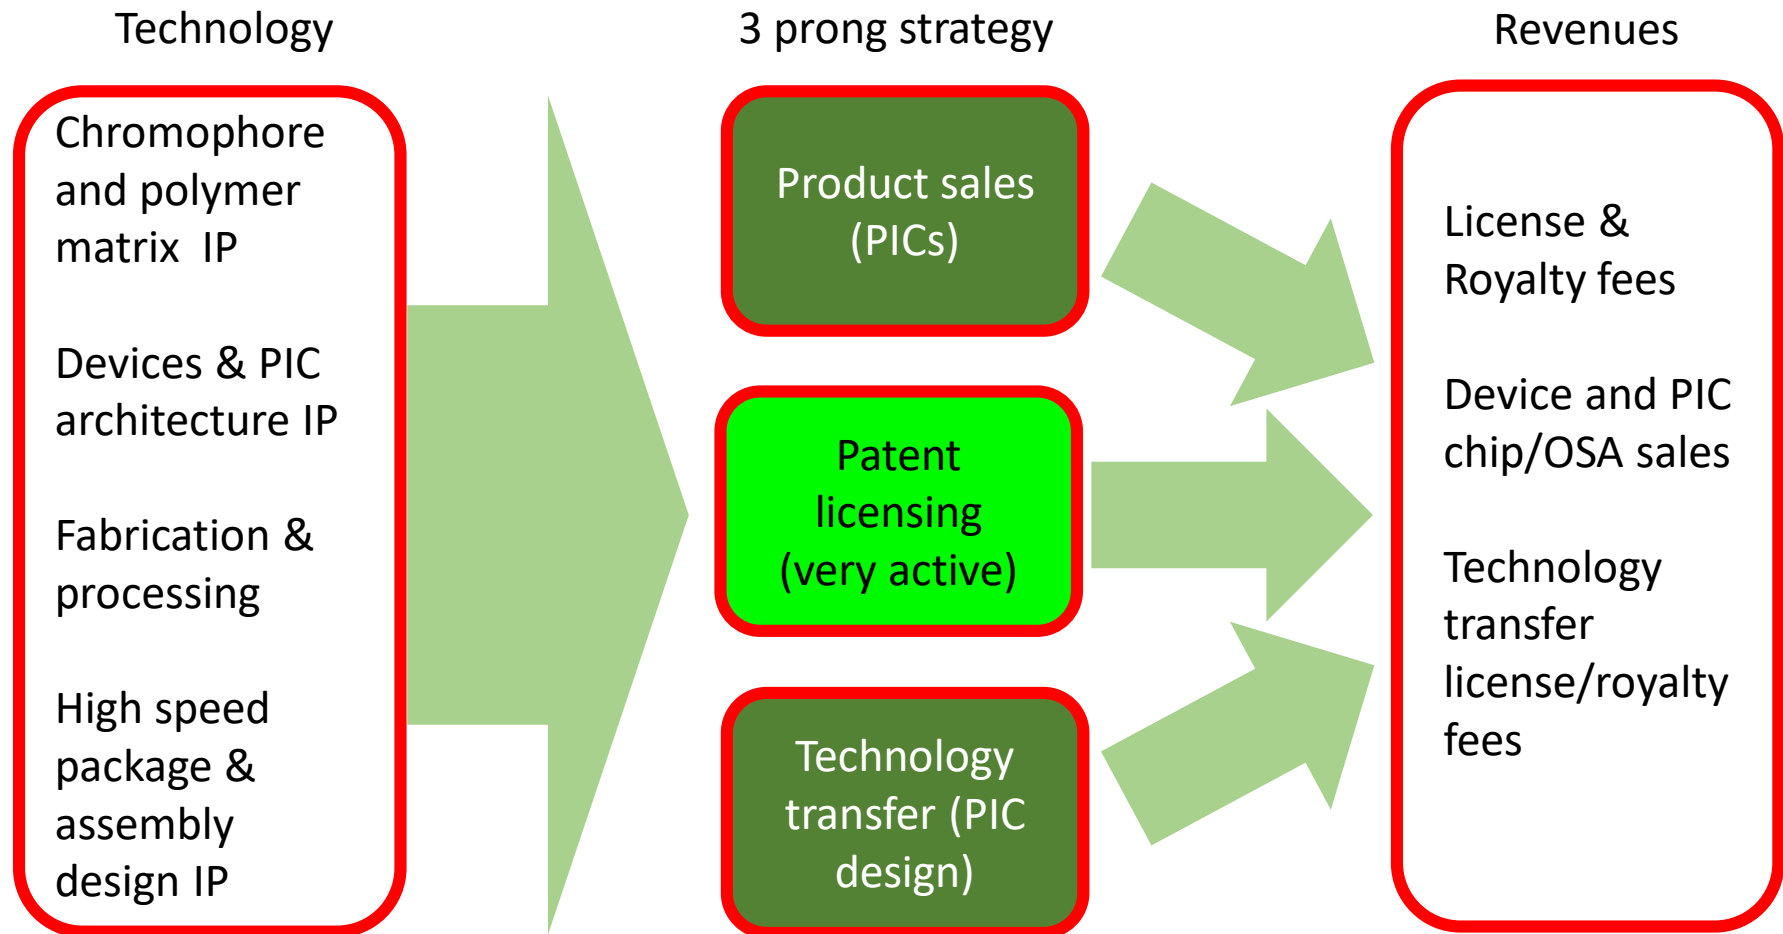 Technology
3 prong strategy
Revenues
Chromophore
and polymer
matrix IP
Devices & PIC
architecture IP
Fabrication &
processing
High speed
package &
assembly
design IP
Product sales
(PICs)
Patent
licensing
(very active)
Technology
transfer (PIC
design)
License &
Royalty fees
Device and PIC
chip/OSA sales
Technology
transfer
license/royalty
fees